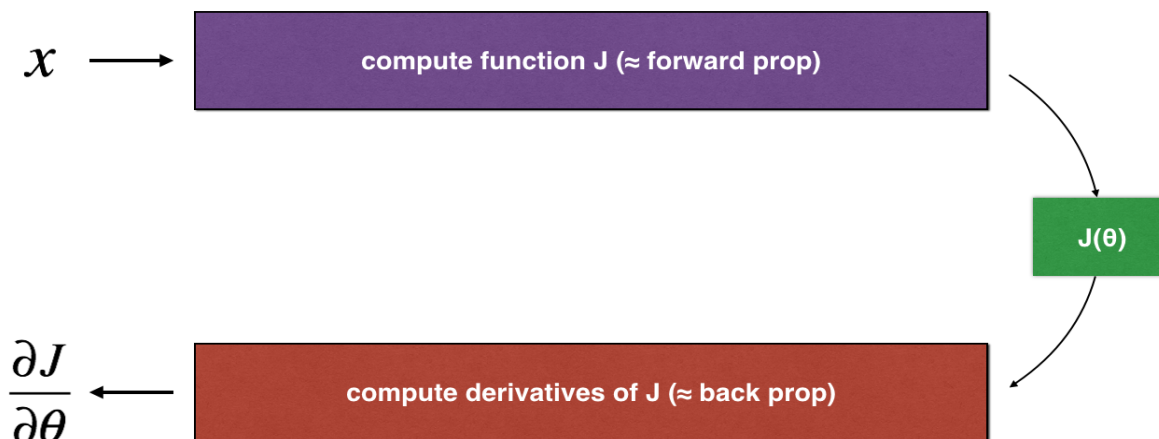 x
compute function J (≈ forward prop)
J(θ)
∂J
∂θ
compute derivatives of J (≈ back prop)